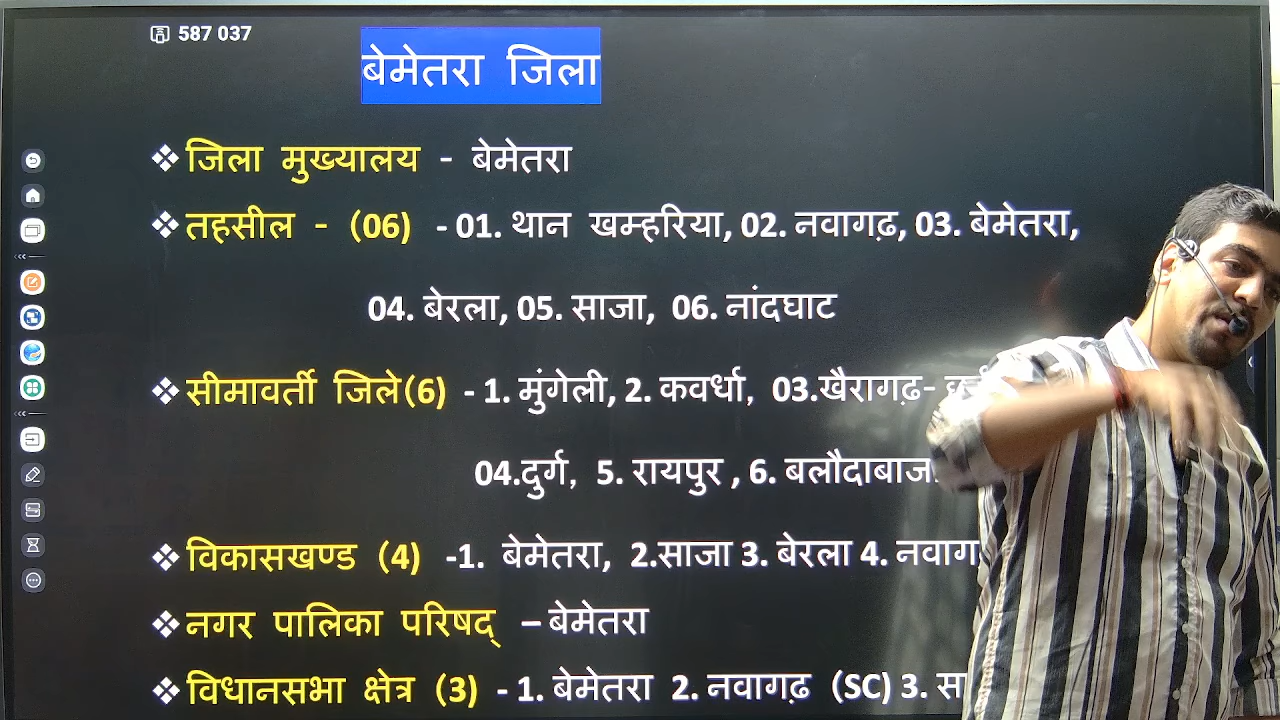 587 037
बेमेतरा जिला
❖ जिला मुख्यालय - बेमेतरा
❖ तहसील - (06) - 01. थान खम्हरिया, 02. नवागढ़, 03. बेमेतरा,
04. बेरला, 05. साजा, 06. नांदघाट
❖ सीमावर्ती जिले(6) - 1. मुंगेली, 2. कवर्धा, 03.खैरागढ़-
04.दुर्ग, 5. रायपुर , 6.
❖ विकासखण्ड (4) -1. बेमेतरा, 2.साजा 3. बेरला 4.
❖ नगर पालिका परिषद् – बेमेतरा
❖ विधानसभा क्षेत्र (3) - 1. बेमेतरा 2. नवागढ़ (SC) 3.